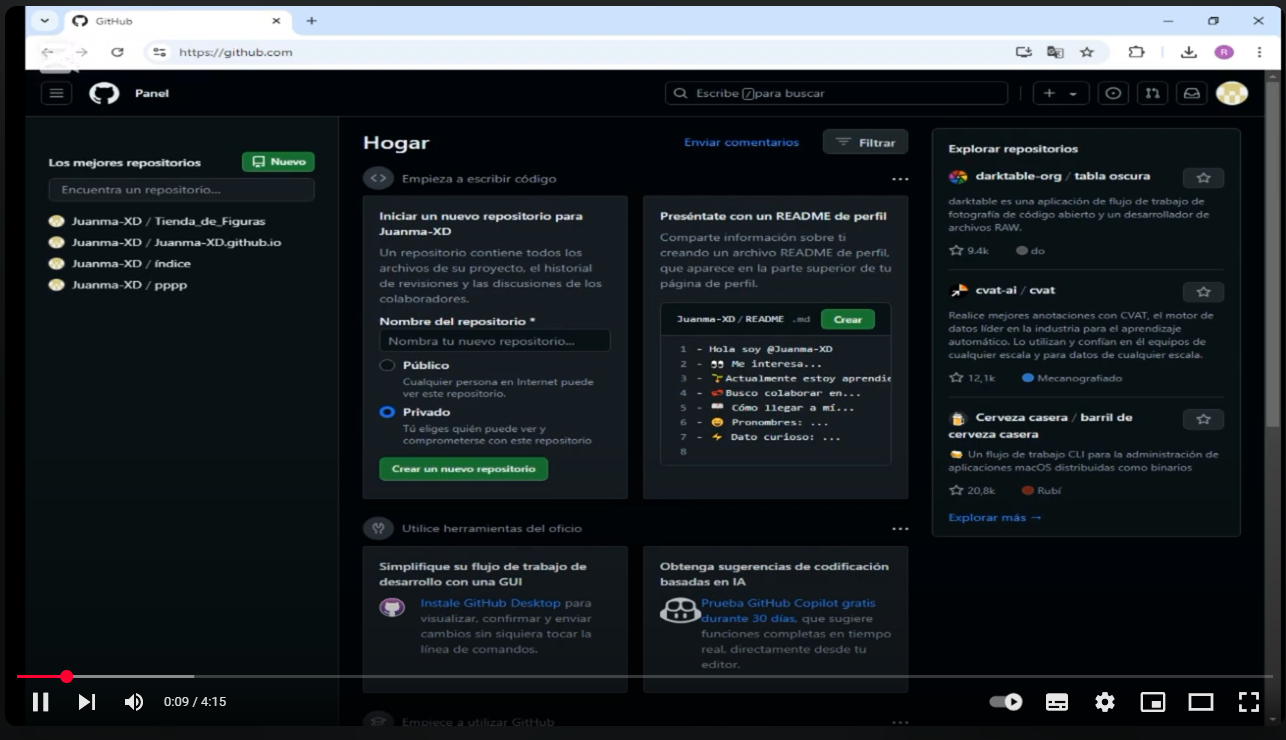 GitHub
https://github.com
R
Panel
Escribe / para buscar
Los mejores repositorios
Nuevo
Encuentra un repositorio...
Juanma-XD / Tienda_de_Figuras
Juanma-XD / Juanma-XD.github.io
Juanma-XD / índice
Juanma-XD / pppp
Hogar
Enviar comentarios
Filtrar
Empieza a escribir código
Iniciar un nuevo repositorio para
Juanma-XD
Un repositorio contiene todos los
archivos de su proyecto, el historial
de revisiones y las discusiones de los
colaboradores.
Nombre del repositorio *
Nombra tu nuevo repositorio...
Público
Cualquier persona en Internet puede
ver este repositorio.
Privado
Tú eliges quién puede ver y
comprometerse con este repositorio
Crear un nuevo repositorio
Preséntate con un README de perfil
Comparte información sobre ti
creando un archivo README de perfil,
que aparece en la parte superior de tu
página de perfil.
Juanma-XD / README .md
Crear
1 - Hola soy @Juanma-XD
2 - 👀 Me interesa...
3 - 🌱Actualmente estoy aprendie
4 - 💞Busco colaborar en...
5 - 📫 Cómo llegar a mí...
6 - 😄 Pronombres: ...
7 - ⚡ Dato curioso: ...
8
Utilice herramientas del oficio
Simplifique su flujo de trabajo de
desarrollo con una GUI
Instale GitHub Desktop para
visualizar, confirmar y enviar
cambios sin siquiera tocar la
línea de comandos.
Obtenga sugerencias de codificación
basadas en IA
Prueba GitHub Copilot gratis
durante 30 días, que sugiere
funciones completas en tiempo
real, directamente desde tu
editor.
Empiece a utilizar GitHub
Explorar repositorios
darktable-org / tabla oscura
darktable es una aplicación de flujo de trabajo de
fotografía de código abierto y un desarrollador de
archivos RAW.
9.4k do
cvat-ai / cvat
Realice mejores anotaciones con CVAT, el motor de
datos líder en la industria para el aprendizaje
automático. Lo utilizan y confían en él equipos de
cualquier escala y para datos de cualquier escala.
12,1k Mecanografiado
Cerveza casera / barril de
cerveza casera
🍻 Un flujo de trabajo CLI para la administración de
aplicaciones macOS distribuidas como binarios
20,8k Rubí
Explorar más →
0:09 / 4:15